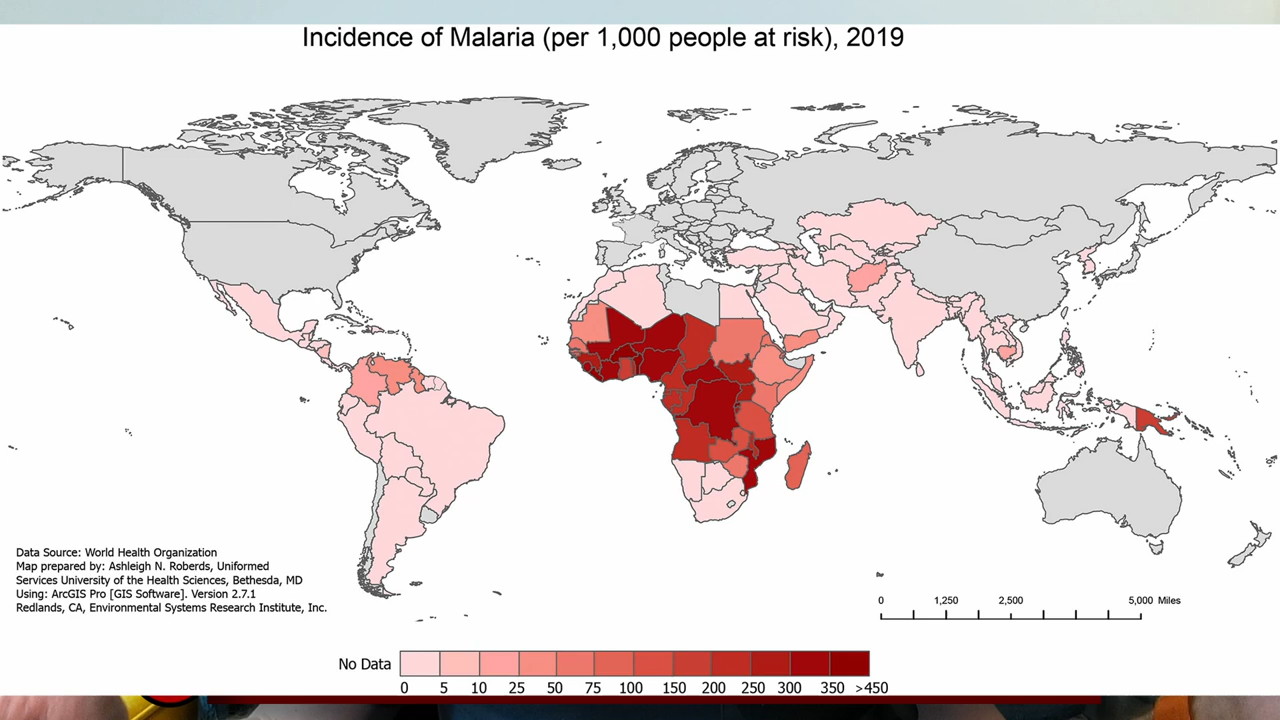 Incidence of Malaria (per 1,000 people at risk), 2019
Data Source: World Health Organization
Map prepared by: Ashleigh N. Roberds, Uniformed
Services University of the Health Sciences, Bethesda, MD
Using: ArcGIS Pro [GIS Software]. Version 2.7.1
Redlands, CA, Environmental Systems Research Institute, Inc.
0 1,250 2,500 5,000 Miles
No Data
0 5 10 25 50 75 100 150 200 250 300 350 >450